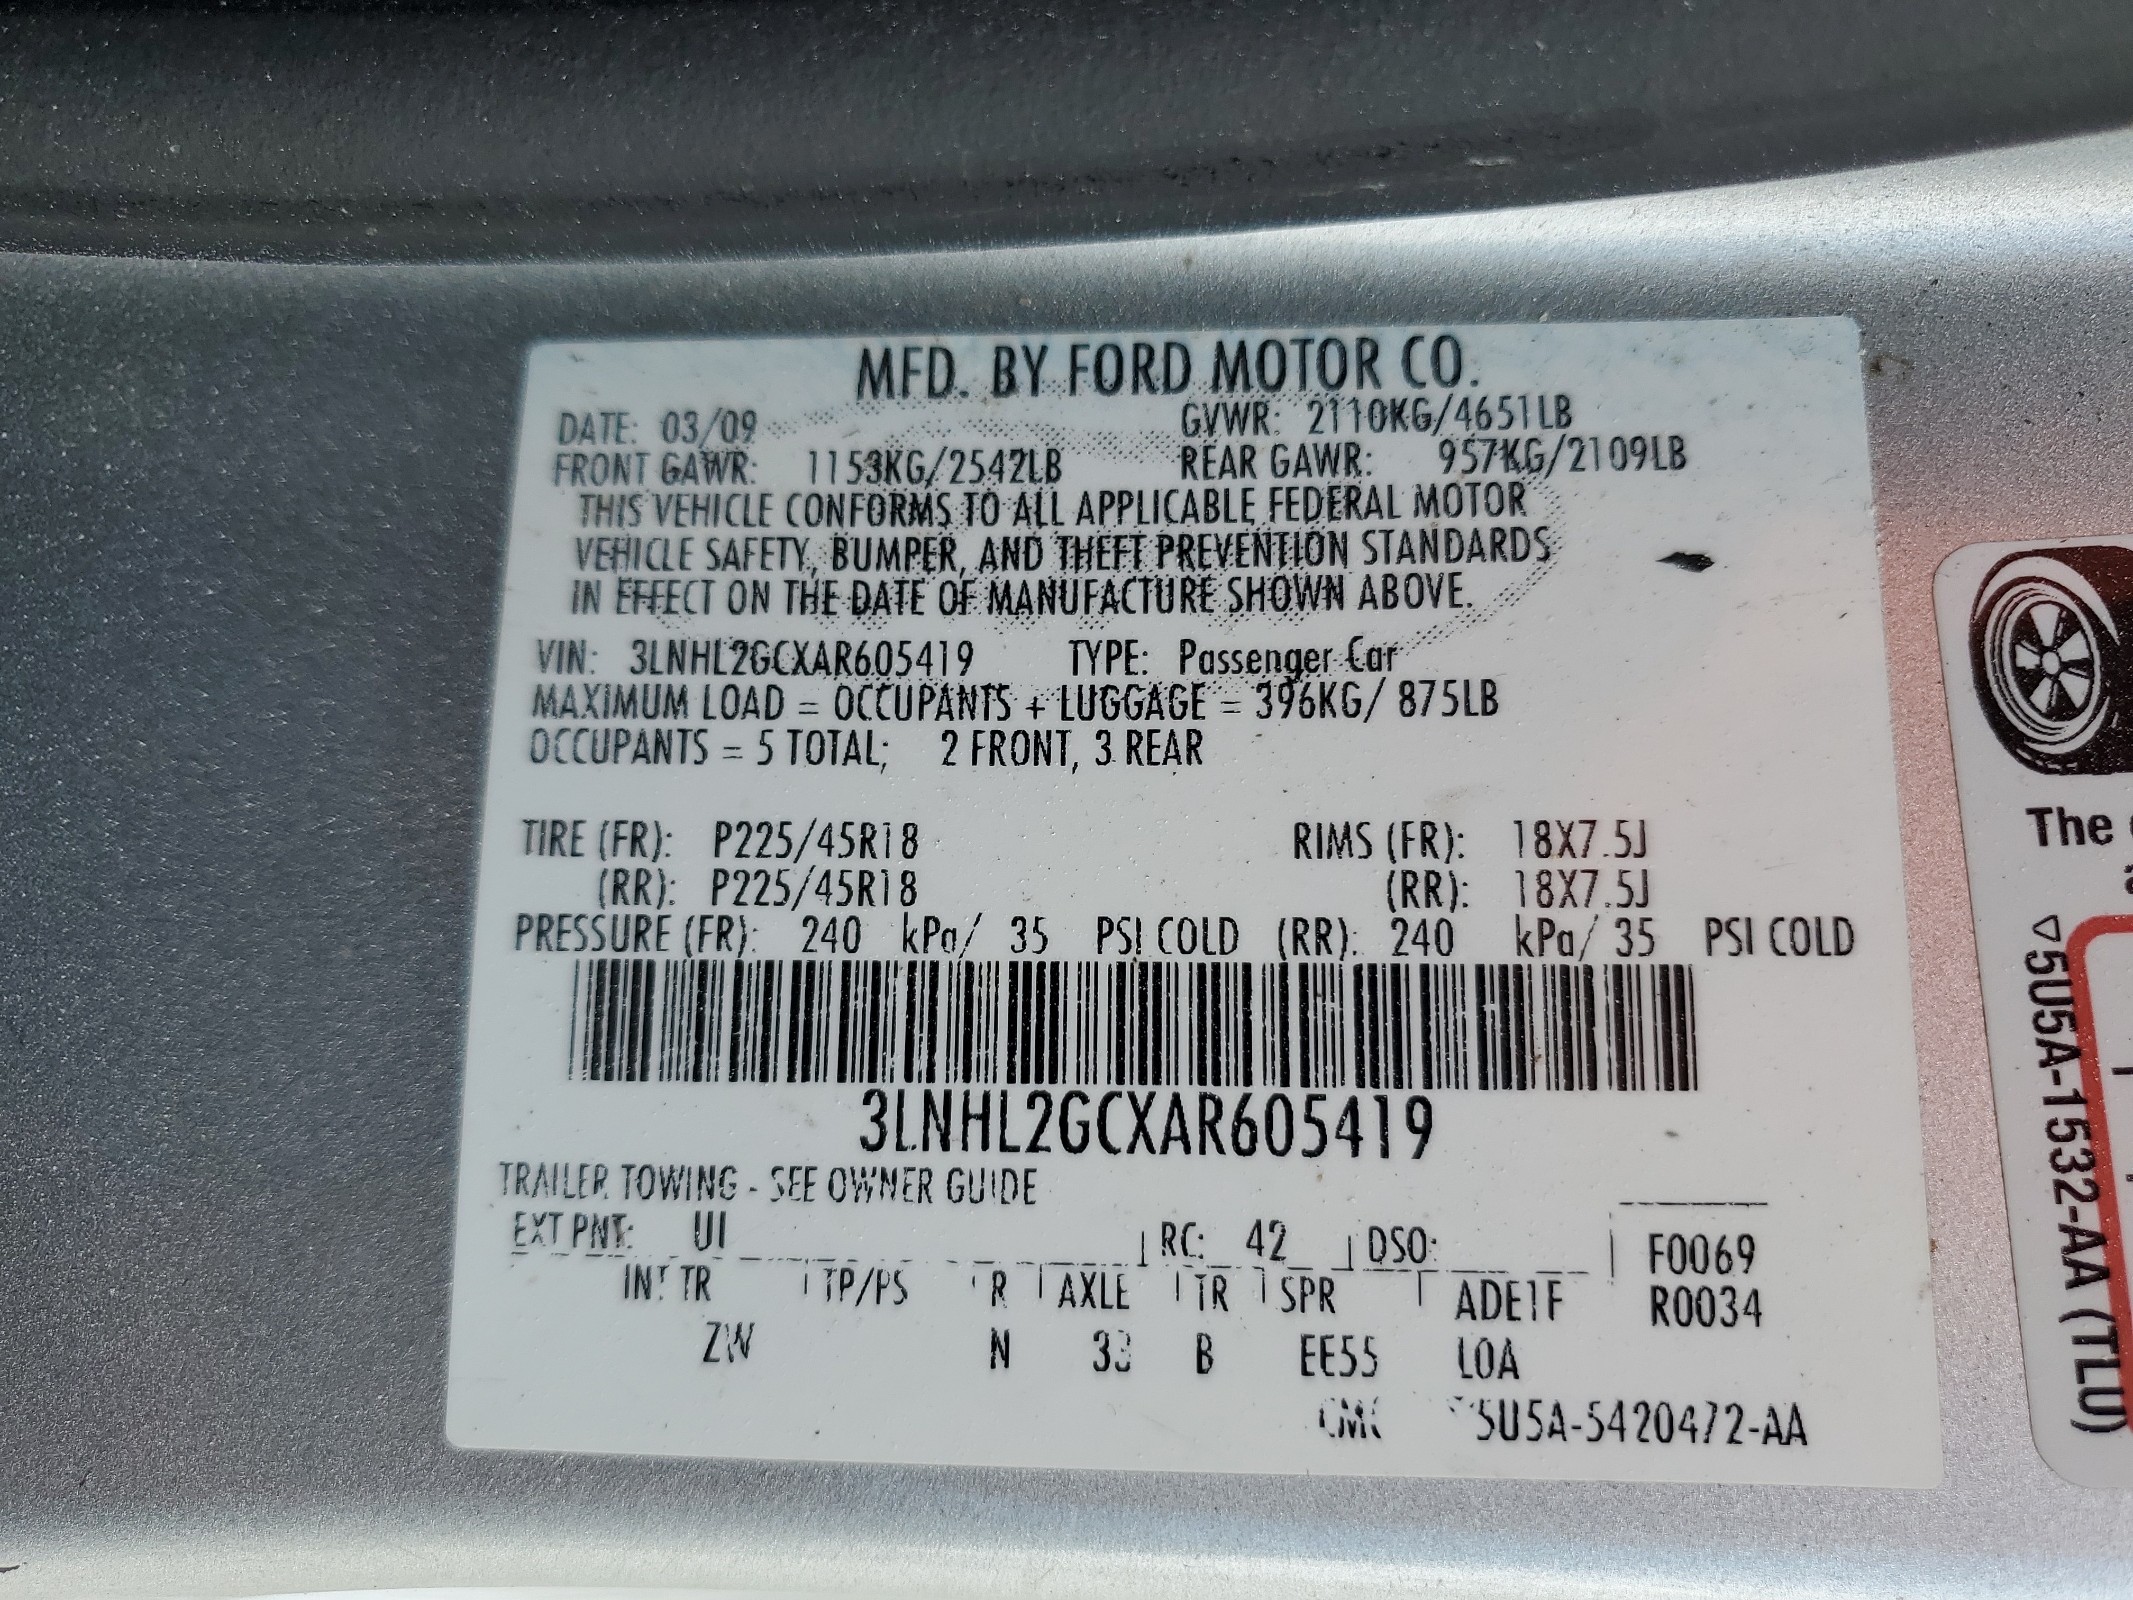 MFD. BY FORD MOTOR CO.
DATE: 03/09 GVWR: 2110KG/4651LB
FRONT GAWR: 1153KG/2542LB REAR GAWR: 957KG/2109LB
THIS VEHICLE CONFORMS TO ALL APPLICABLE FEDERAL MOTOR
VEHICLE SAFETY, BUMPER, AND THEFT PREVENTION STANDARDS
IN EFFECT ON THE DATE OF MANUFACTURE SHOWN ABOVE.
VIN: 3LNHL2GCXAR605419 TYPE: Passenger Car
MAXIMUM LOAD = OCCUPANTS + LUGGAGE = 396KG/ 875LB
OCCUPANTS = 5 TOTAL; 2 FRONT, 3 REAR
TIRE (FR): P225/45R18 RIMS (FR): 18X7.5J
(RR): P225/45R18 (RR): 18X7.5J
PRESSURE (FR): 240 kPa/ 35 PSI COLD (RR): 240 kPa/ 35 PSI COLD
3LNHL2GCXAR605419
TRAILER TOWING - SEE OWNER GUIDE
EXT PNT: UI RC: 42 DSO: F0069
INT TR TP/PS R AXLE TR SPR ADE1F R0034
ZW N 33 B EE55 LOA
5U5A-5420472-AA
The
5U5A-1532-AA (TLU)